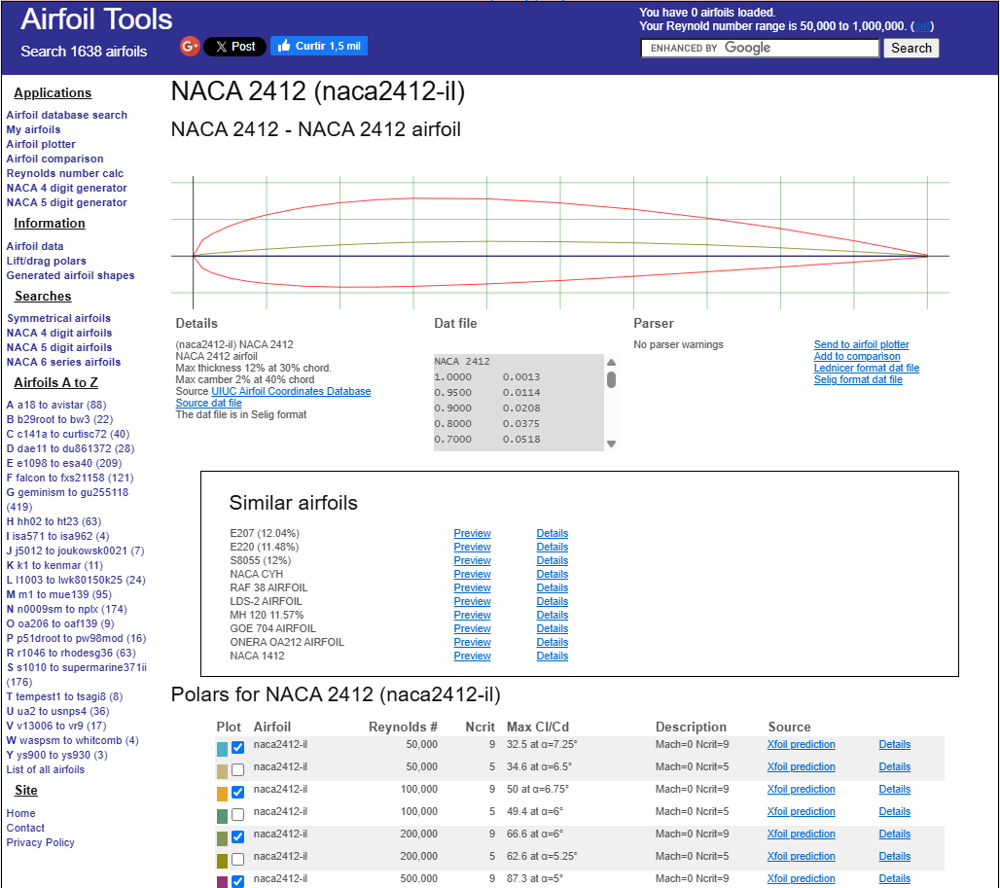 Airfoil Tools
Search 1638 airfoils
G+
X Post
Curtir 1,5 mil
You have 0 airfoils loaded.
Your Reynold number range is 50,000 to 1,000,000. (set)
ENHANCED BY Google
Search
Applications
Airfoil database search
My airfoils
Airfoil plotter
Airfoil comparison
Reynolds number calc
NACA 4 digit generator
NACA 5 digit generator
Information
Airfoil data
Lift/drag polars
Generated airfoil shapes
Searches
Symmetrical airfoils
NACA 4 digit airfoils
NACA 5 digit airfoils
NACA 6 series airfoils
Airfoils A to Z
A a18 to avistar (88)
B b29root to bw3 (22)
C c141a to curtisc72 (40)
D dae11 to du861372 (28)
E e1098 to esa40 (209)
F falcon to fxs21158 (121)
G geminism to gu255118
(419)
H hh02 to ht23 (63)
I isa571 to isa962 (4)
J j5012 to joukowsk0021 (7)
K k1 to kenmar (11)
L l1003 to lwk80150k25 (24)
M m1 to mue139 (95)
N n0009sm to nplx (174)
O oa206 to oaf139 (9)
P p51droot to pw98mod (16)
R r1046 to rhodesg36 (63)
S s1010 to supermarine371ii
(176)
T tempest1 to tsagi8 (8)
U ua2 to usnps4 (36)
V v13006 to vr9 (17)
W waspsm to whitcomb (4)
Y ys900 to ys930 (3)
List of all airfoils
Site
Home
Contact
Privacy Policy
NACA 2412 (naca2412-il)
NACA 2412 - NACA 2412 airfoil
Details
(naca2412-il) NACA 2412
NACA 2412 airfoil
Max thickness 12% at 30% chord.
Max camber 2% at 40% chord
Source UIUC Airfoil Coordinates Database
Source dat file
The dat file is in Selig format
Dat file
NACA 2412
1.0000 0.0013
0.9500 0.0114
0.9000 0.0208
0.8000 0.0375
0.7000 0.0518
Parser
No parser warnings
Send to airfoil plotter
Add to comparison
Lednicer format dat file
Selig format dat file
Similar airfoils
E207 (12.04%) Preview Details
E220 (11.48%) Preview Details
S8055 (12%) Preview Details
NACA CYH Preview Details
RAF 38 AIRFOIL Preview Details
LDS-2 AIRFOIL Preview Details
MH 120 11.57% Preview Details
GOE 704 AIRFOIL Preview Details
ONERA OA212 AIRFOIL Preview Details
NACA 1412 Preview Details
Polars for NACA 2412 (naca2412-il)
Plot Airfoil Reynolds # Ncrit Max Cl/Cd Description Source
naca2412-il 50,000 9 32.5 at α=7.25° Mach=0 Ncrit=9 Xfoil prediction Details
naca2412-il 50,000 5 34.6 at α=6.5° Mach=0 Ncrit=5 Xfoil prediction Details
naca2412-il 100,000 9 50 at α=6.75° Mach=0 Ncrit=9 Xfoil prediction Details
naca2412-il 100,000 5 49.4 at α=6° Mach=0 Ncrit=5 Xfoil prediction Details
naca2412-il 200,000 9 66.6 at α=6° Mach=0 Ncrit=9 Xfoil prediction Details
naca2412-il 200,000 5 62.6 at α=5.25° Mach=0 Ncrit=5 Xfoil prediction Details
naca2412-il 500,000 9 87.3 at α=5° Mach=0 Ncrit=9 Xfoil prediction Details